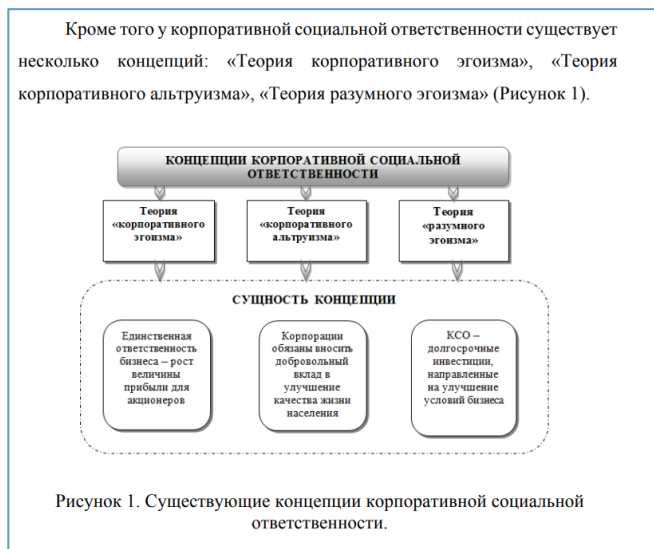 Кроме того у корпоративной социальной ответственности существует
несколько концепций: «Теория корпоративного эгоизма», «Теория
корпоративного альтруизма», «Теория разумного эгоизма» (Рисунок 1).
КОНЦЕПЦИИ КОРПОРАТИВНОЙ СОЦИАЛЬНОЙ
ОТВЕТСТВЕННОСТИ
Теория
«корпоративного
эгоизма»
Теория
«корпоративного
альтруизма»
Теория
«разумного
эгоизма»
СУЩНОСТЬ КОНЦЕПЦИИ
Единственная
ответственность
бизнеса – рост
величины
прибыли для
акционеров
Корпорации
обязаны вносить
добровольный
вклад в
улучшение
качества жизни
населения
КСО –
долгосрочные
инвестиции,
направленные
на улучшение
условий бизнеса
Рисунок 1. Существующие концепции корпоративной социальной
ответственности.